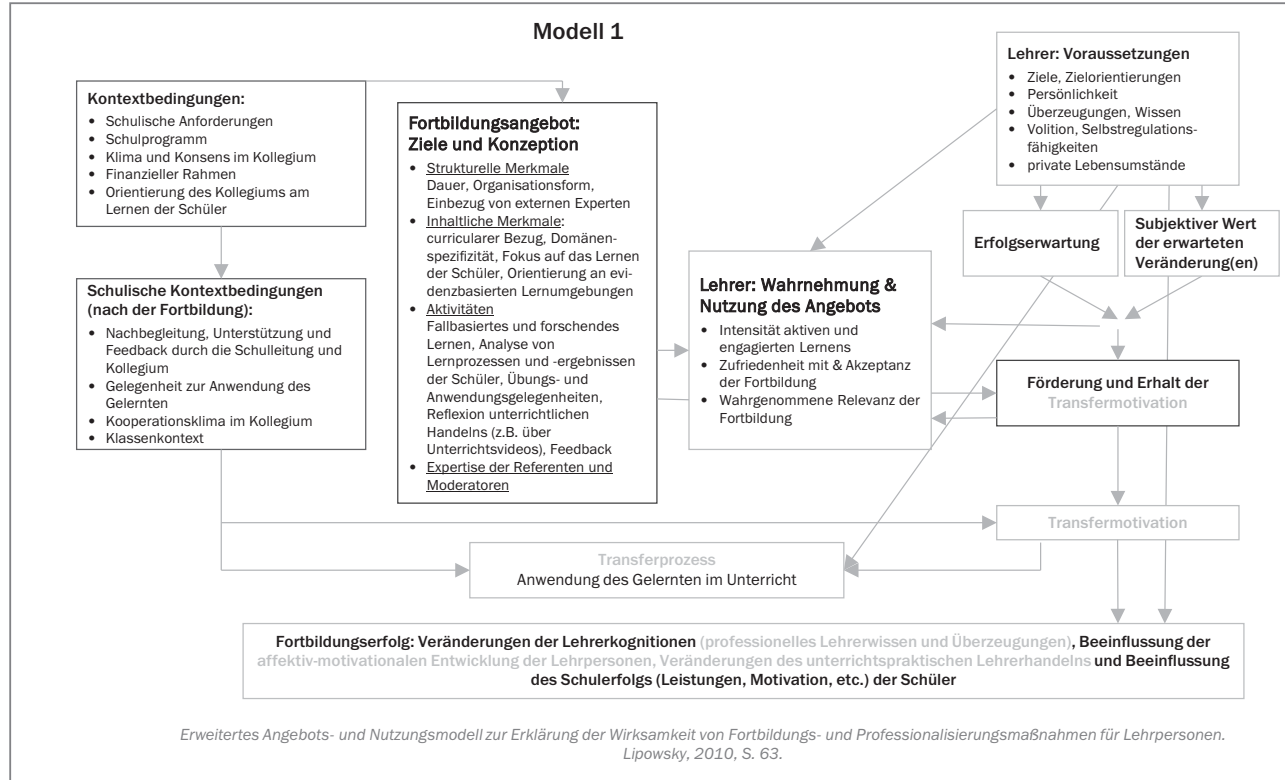 Modell 1
Kontextbedingungen:
• Schulische Anforderungen
• Schulprogramm
• Klima und Konsens im Kollegium
• Finanzieller Rahmen
• Orientierung des Kollegiums am
Lernen der Schüler
Schulische Kontextbedingungen
(nach der Fortbildung):
• Nachbegleitung, Unterstützung und
Feedback durch die Schulleitung und
Kollegium
• Gelegenheit zur Anwendung des
Gelernten
• Kooperationsklima im Kollegium
• Klassenkontext
Fortbildungsangebot:
Ziele und Konzeption
• Strukturelle Merkmale
Dauer, Organisationsform,
Einbezug von externen Experten
• Inhaltliche Merkmale:
curricularer Bezug, Domänen-
spezifizität, Fokus auf das Lernen
der Schüler, Orientierung an evi-
denzbasierten Lernumgebungen
• Aktivitäten
Fallbasiertes und forschendes
Lernen, Analyse von
Lernprozessen und -ergebnissen
der Schüler, Übungs- und
Anwendungsgelegenheiten,
Reflexion unterrichtlichen
Handelns (z.B. über
Unterrichtsvideos), Feedback
• Expertise der Referenten und
Moderatoren
Lehrer: Wahrnehmung &
Nutzung des Angebots
• Intensität aktiven und
engagierten Lernens
• Zufriedenheit mit & Akzeptanz
der Fortbildung
• Wahrgenommene Relevanz der
Fortbildung
Lehrer: Voraussetzungen
• Ziele, Zielorientierungen
• Persönlichkeit
• Überzeugungen, Wissen
• Volition, Selbstregulations-
fähigkeiten
• private Lebensumstände
Erfolgserwartung
Subjektiver Wert
der erwarteten
Veränderung(en)
Förderung und Erhalt der
Transfermotivation
Transfermotivation
Transferprozess
Anwendung des Gelernten im Unterricht
Fortbildungserfolg: Veränderungen der Lehrerkognitionen (professionelles Lehrerwissen und Überzeugungen), Beeinflussung der
affektiv-motivationalen Entwicklung der Lehrpersonen, Veränderungen des unterrichtspraktischen Lehrerhandelns und Beeinflussung
des Schulerfolgs (Leistungen, Motivation, etc.) der Schüler
Erweitertes Angebots- und Nutzungsmodell zur Erklärung der Wirksamkeit von Fortbildungs- und Professionalisierungsmaßnahmen für Lehrpersonen.
Lipowsky, 2010, S. 63.